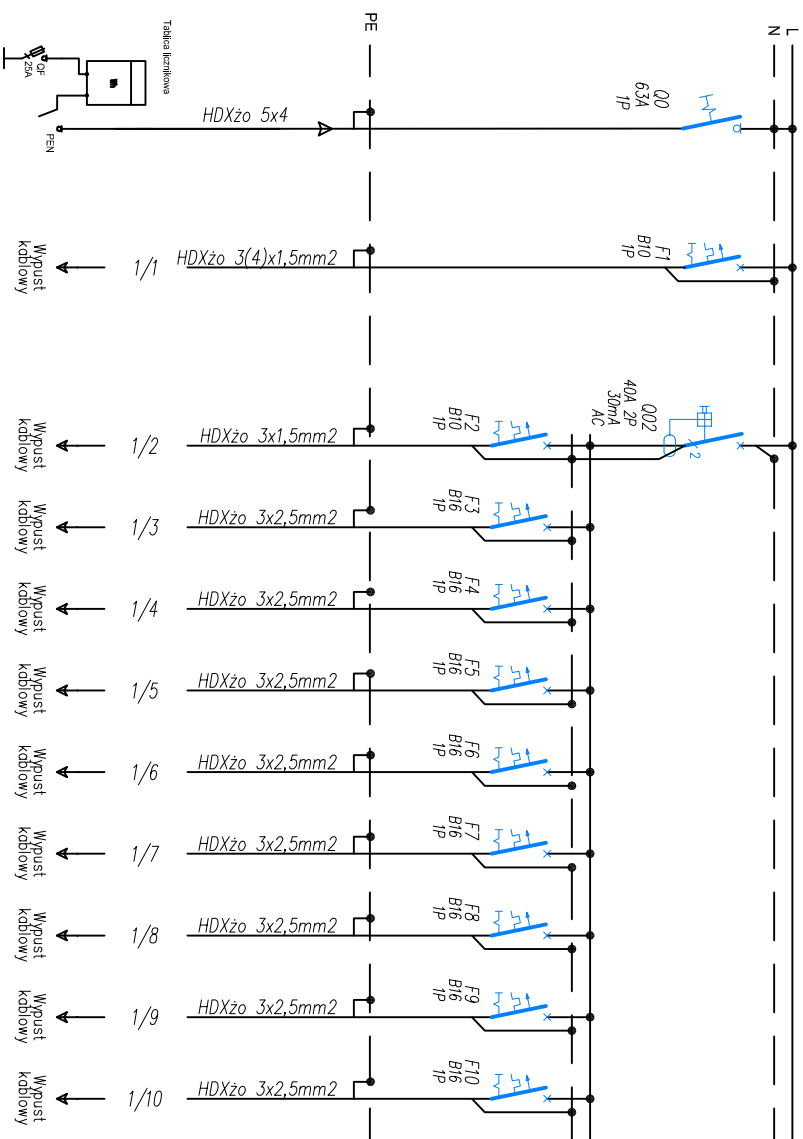 L
N
PE
Tablica licznikowa
QF
25A
PEN
HDXżo 5x4
Q0
63A
1P
F1
B10
1P
HDXżo 3(4)x1,5mm2
1/1
Wypust
kablowy
Q02
40A 2P
30mA
AC
2
F2
B10
1P
HDXżo 3x1,5mm2
1/2
Wypust
kablowy
F3
B16
1P
HDXżo 3x2,5mm2
1/3
Wypust
kablowy
F4
B16
1P
HDXżo 3x2,5mm2
1/4
Wypust
kablowy
F5
B16
1P
HDXżo 3x2,5mm2
1/5
Wypust
kablowy
F6
B16
1P
HDXżo 3x2,5mm2
1/6
Wypust
kablowy
F7
B16
1P
HDXżo 3x2,5mm2
1/7
Wypust
kablowy
F8
B16
1P
HDXżo 3x2,5mm2
1/8
Wypust
kablowy
F9
B16
1P
HDXżo 3x2,5mm2
1/9
Wypust
kablowy
F10
B16
1P
HDXżo 3x2,5mm2
1/10
Wypust
kablowy